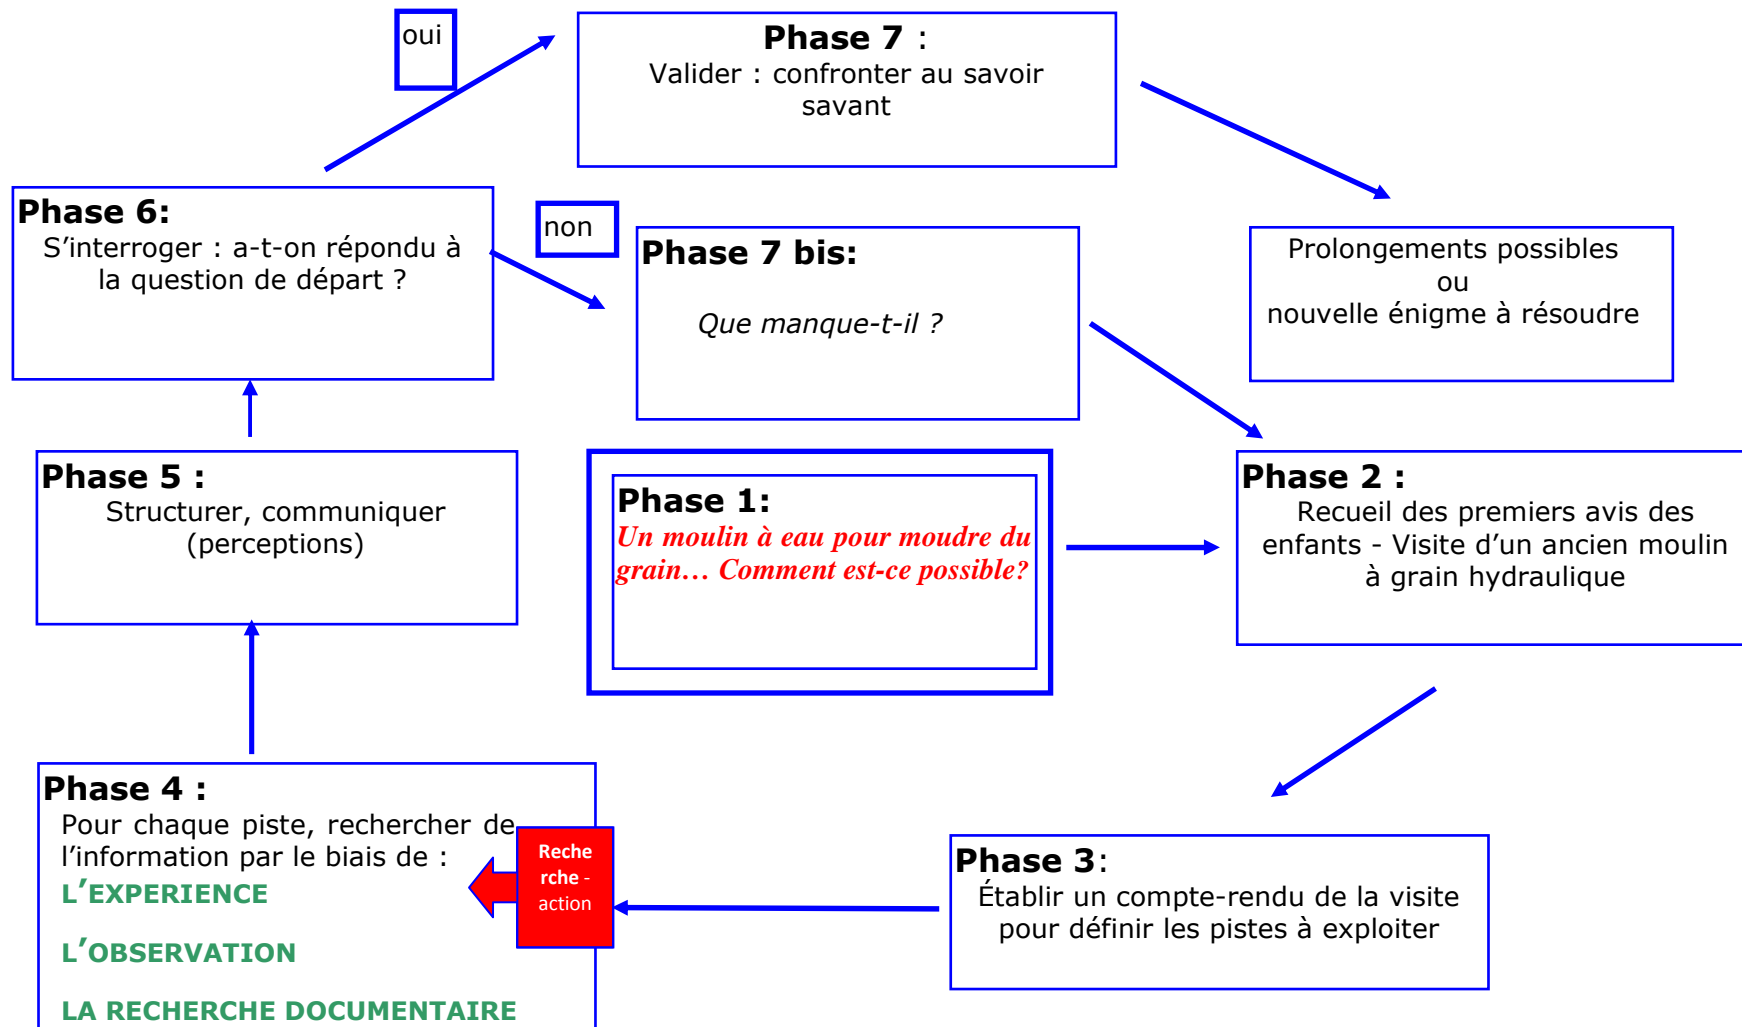 oui
Phase 7 :
Valider : confronter au savoir
savant
Phase 6:
S’interroger : a-t-on répondu à
la question de départ ?
non
Phase 7 bis:
Que manque-t-il ?
Prolongements possibles
ou
nouvelle énigme à résoudre
Phase 5 :
Structurer, communiquer
(perceptions)
Phase 1:
Un moulin à eau pour moudre du
grain… Comment est-ce possible?
Phase 2 :
Recueil des premiers avis des
enfants - Visite d’un ancien moulin
à grain hydraulique
Phase 4 :
Pour chaque piste, rechercher de
l’information par le biais de :
L’EXPERIENCE
L’OBSERVATION
LA RECHERCHE DOCUMENTAIRE
Reche
rche -
action
Phase 3:
Établir un compte-rendu de la visite
pour définir les pistes à exploiter